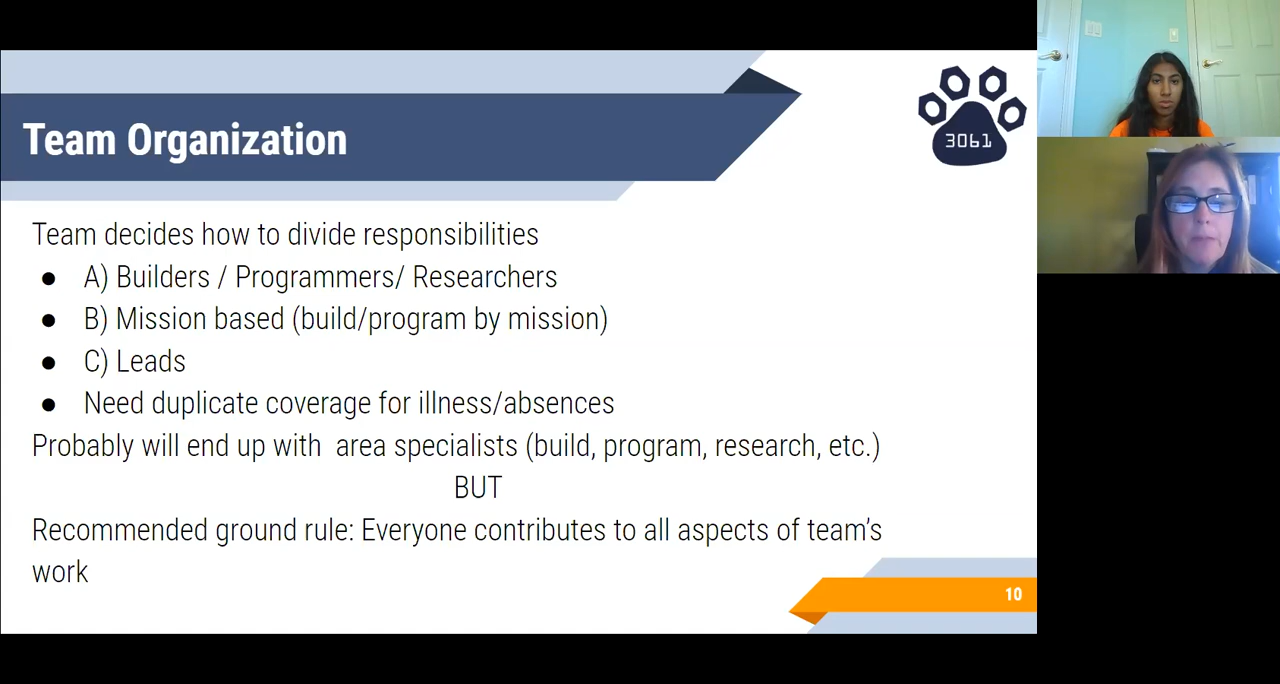 Team Organization
3061
Team decides how to divide responsibilities
● A) Builders / Programmers/ Researchers
● B) Mission based (build/program by mission)
● C) Leads
● Need duplicate coverage for illness/absences
Probably will end up with  area specialists (build, program, research, etc.)
BUT
Recommended ground rule: Everyone contributes to all aspects of team’s
work
10